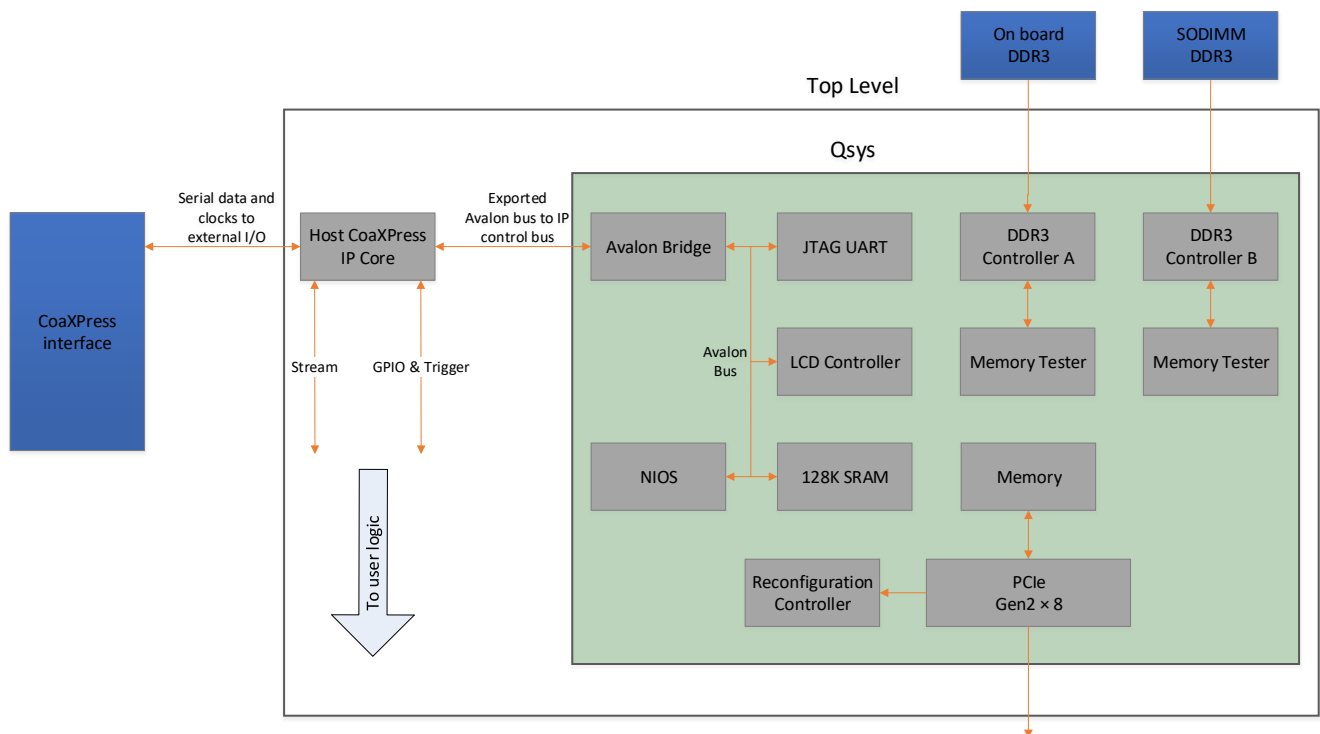 On board
DDR3
SODIMM
DDR3
Top Level
Qsys
Serial data and
clocks to
external I/O
Exported
Avalon bus to IP
control bus
Host CoaXPress
IP Core
Avalon Bridge
JTAG UART
DDR3
Controller A
DDR3
Controller B
CoaXPress
interface
Stream
GPIO & Trigger
Avalon
Bus
LCD Controller
Memory Tester
Memory Tester
NIOS
128K SRAM
Memory
To user logic
Reconfiguration
Controller
PCIe
Gen2 × 8